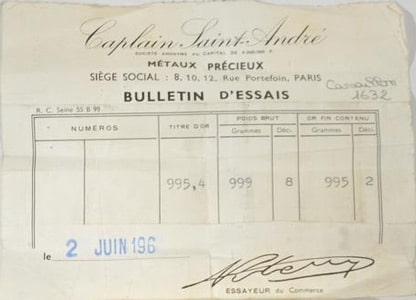 Caplain Saint-André
SOCIÉTÉ ANONYME AU CAPITAL DE
MÉTAUX PRÉCIEUX
SIÈGE SOCIAL : 8, 10, 12, Rue Portefoin, PARIS
BULLETIN D'ESSAIS
1632
R. C. Seine 55 B 99
NUMÉROS TITRE D'OR POIDS BRUT OR FIN CONTENU
Grammes Déci. Grammes Déci.
995,4 999 8 995 2
le 2 JUIN 196
ESSAYEUR du Commerce